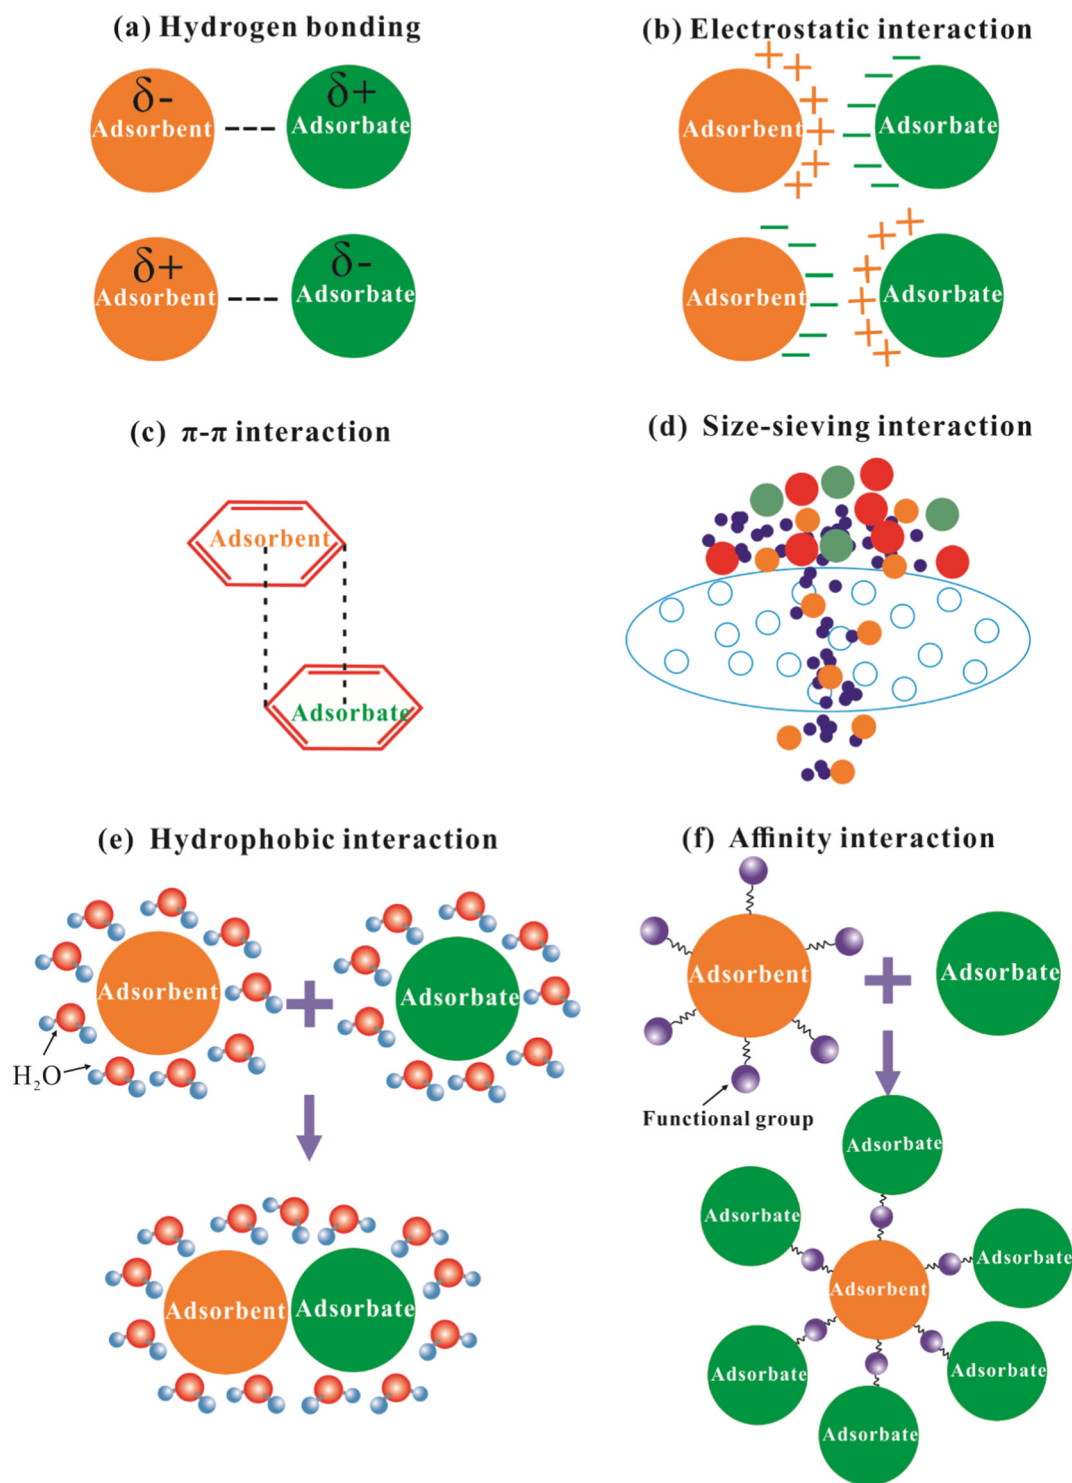 (a) Hydrogen bonding
(b) Electrostatic interaction
δ-
Adsorbent
δ+
Adsorbate
Adsorbent
Adsorbate
δ+
Adsorbent
δ-
Adsorbate
Adsorbent
Adsorbate
(c) π-π interaction
(d) Size-sieving interaction
Adsorbent
Adsorbate
(e) Hydrophobic interaction
(f) Affinity interaction
Adsorbent
Adsorbate
H₂O
Adsorbent
Adsorbate
Adsorbent
Adsorbate
Functional group
Adsorbate
Adsorbate
Adsorbate
Adsorbent
Adsorbate
Adsorbate
Adsorbate